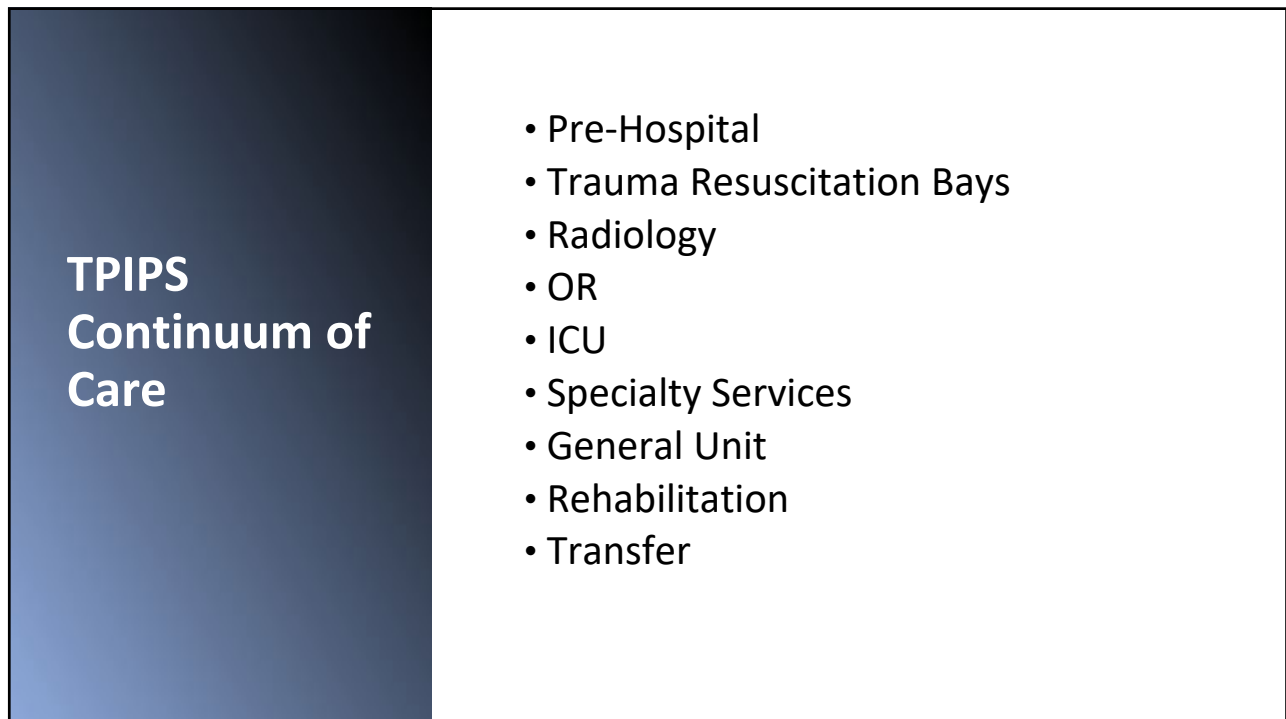 TPIPS
Continuum of
Care
• Pre-Hospital
• Trauma Resuscitation Bays
• Radiology
• OR
• ICU
• Specialty Services
• General Unit
• Rehabilitation
• Transfer